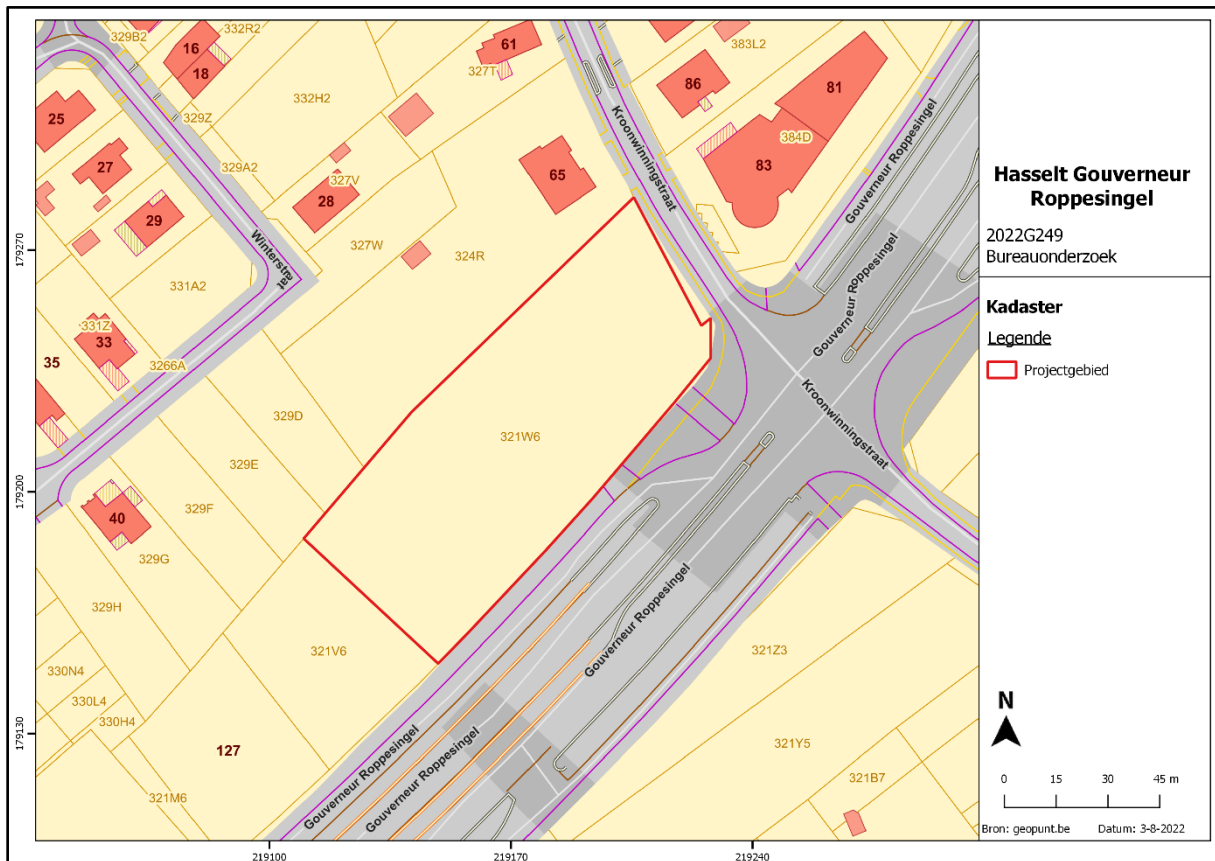 329B2
332R2
16
18
61
327T
383L2
86
81
332H2
25
329Z
Kroonwinningstraat
384D
83
27
329A2
327V
28
65
29
Gouverneur Roppesingel
Winterstraat
327W
324R
Gouverneur Roppesingel
331A2
331Z
33
35
3266A
Kroonwinningstraat
329D
321W6
329E
329F
40
329G
329H
Gouverneur Roppesingel
321V6
321Z3
330N4
330L4
330H4
127
Gouverneur Roppesingel
Gouverneur Roppesingel
321Y5
321M6
321B7
179270
179200
179130
219100
219170
219240
Hasselt Gouverneur
Roppesingel
2022G249
Bureauonderzoek
Kadaster
Legende
Projectgebied
N
0 15 30 45 m
Bron: geopunt.be Datum: 3-8-2022